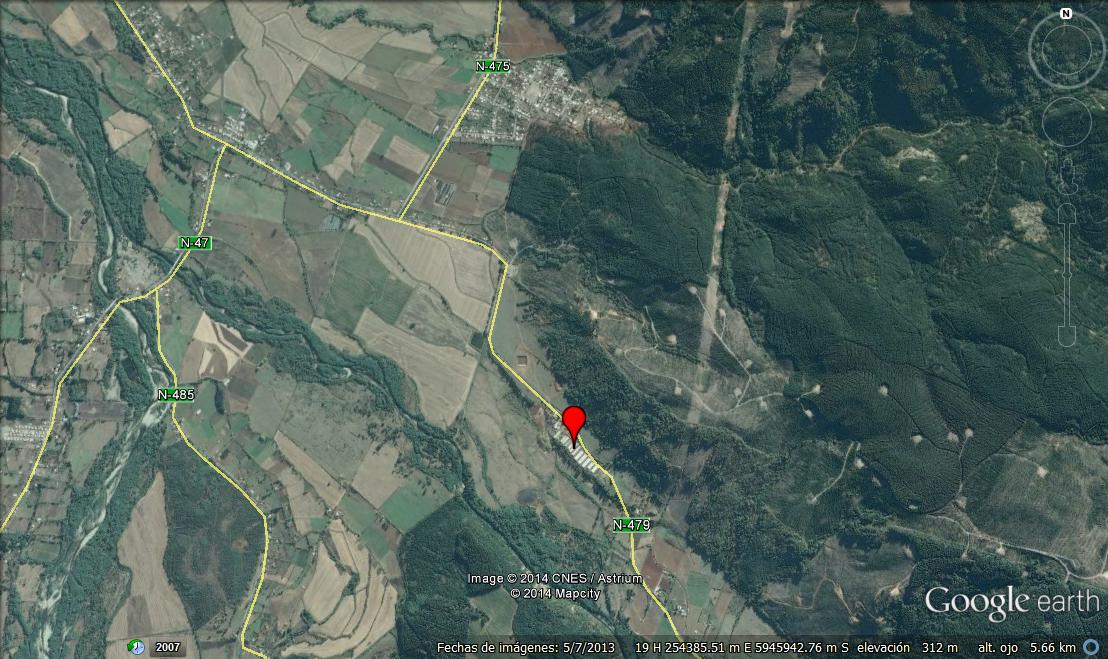 N
N-475
N-47
N-485
N-479
Image © 2014 CNES / Astrium
© 2014 Mapcity
Google earth
2007
Fechas de imágenes: 5/7/2013 19 H 254385.51 m E 5945942.76 m S elevación 312 m alt. ojo 5.66 km